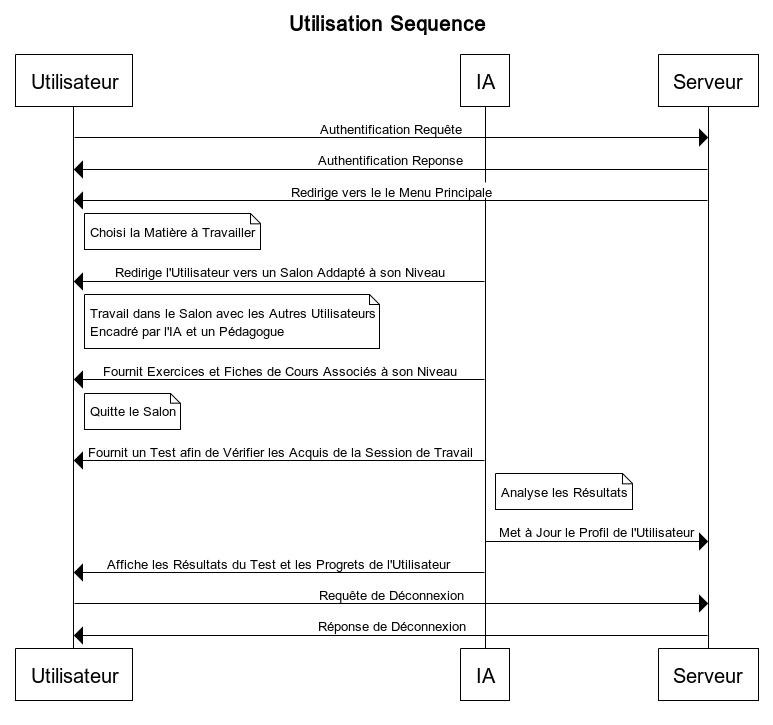 Utilisation Sequence
Utilisateur
IA
Serveur
Authentification Requête
Authentification Reponse
Redirige vers le le Menu Principale
Choisi la Matière à Travailler
Redirige l'Utilisateur vers un Salon Addapté à son Niveau
Travail dans le Salon avec les Autres Utilisateurs
Encadré par l'IA et un Pédagogue
Fournit Exercices et Fiches de Cours Associés à son Niveau
Quitte le Salon
Fournit un Test afin de Vérifier les Acquis de la Session de Travail
Analyse les Résultats
Met à Jour le Profil de l'Utilisateur
Affiche les Résultats du Test et les Progrets de l'Utilisateur
Requête de Déconnexion
Réponse de Déconnexion
Utilisateur
IA
Serveur